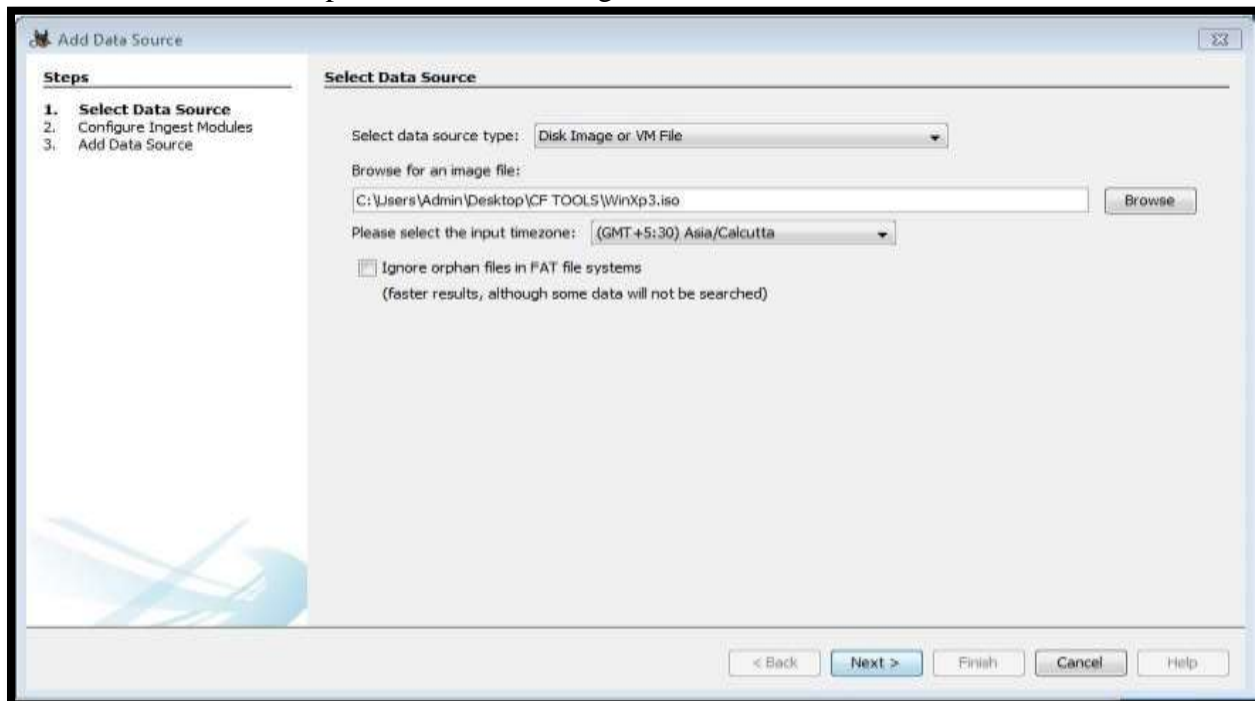 Add Data Source
Steps
1. Select Data Source
2. Configure Ingest Modules
3. Add Data Source
Select Data Source
Select data source type: Disk Image or VM File
Browse for an image file:
C:\Users\Admin\Desktop\CF TOOLS\WinXp3.iso Browse
Please select the input timezone: (GMT+5:30) Asia/Calcutta
Ignore orphan files in FAT file systems
(faster results, although some data will not be searched)
< Back Next > Finish Cancel Help